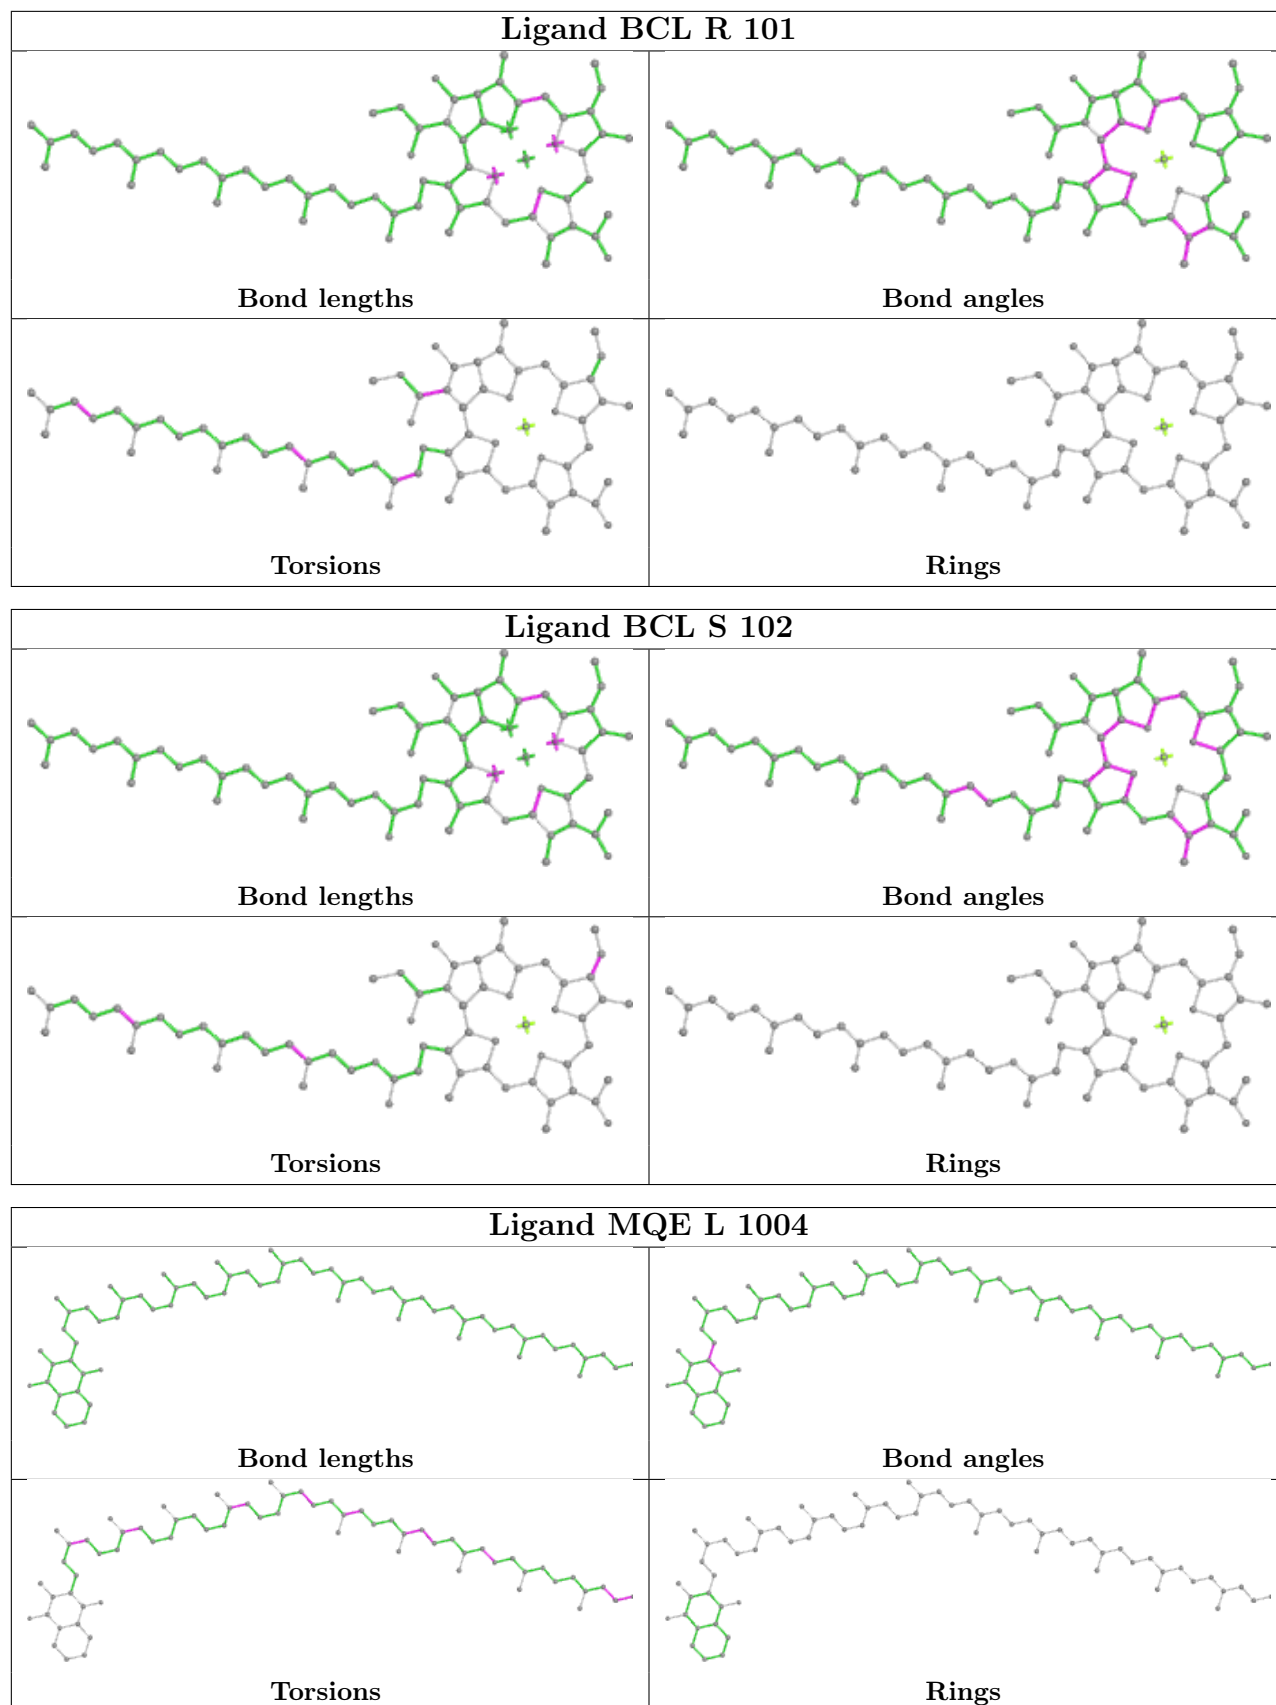 Ligand BCL R 101
Bond lengths
Bond angles
Torsions
Rings
Ligand BCL S 102
Bond lengths
Bond angles
Torsions
Rings
Ligand MQE L 1004
Bond lengths
Bond angles
Torsions
Rings